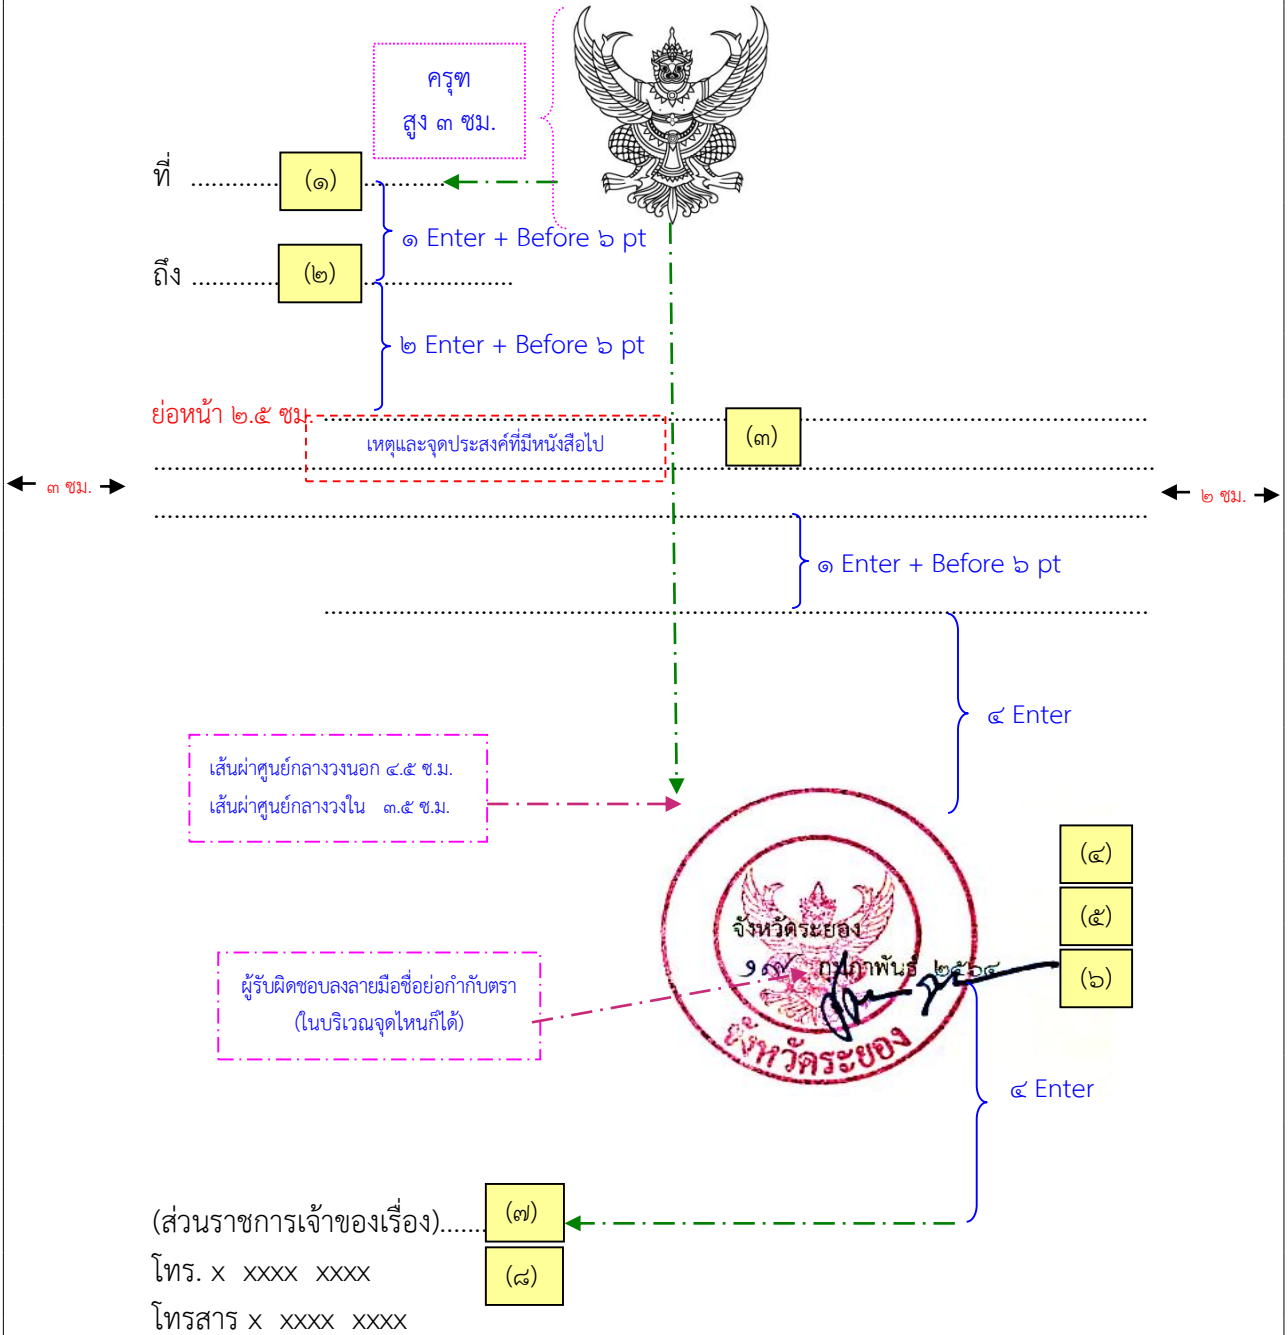 ครุฑ
สูง ๓ ซม.
ที่ ............ (๑) ............
๑ Enter + Before ๖ pt
ถึง ............ (๒) .....................
๒ Enter + Before ๖ pt
ย่อหน้า ๒.๕ ซม.
(๓)
เหตุและจุดประสงค์ที่มีหนังสือไป
๓ ซม.
๒ ซม.
๑ Enter + Before ๖ pt
๔ Enter
เส้นผ่าศูนย์กลางวงนอก ๔.๕ ซ.ม.
เส้นผ่าศูนย์กลางวงใน ๓.๕ ซ.ม.
(๔)
(๕)
(๖)
จังหวัดระยอง
๑๗ กุมภาพันธ์ ๒๕๖๔
จังหวัดระยอง
ผู้รับผิดชอบลงลายมือชื่อย่อกำกับตรา
(ในบริเวณจุดไหนก็ได้)
๔ Enter
(ส่วนราชการเจ้าของเรื่อง)....... (๗)
โทร. x xxxx xxxx (๘)
โทรสาร x xxxx xxxx